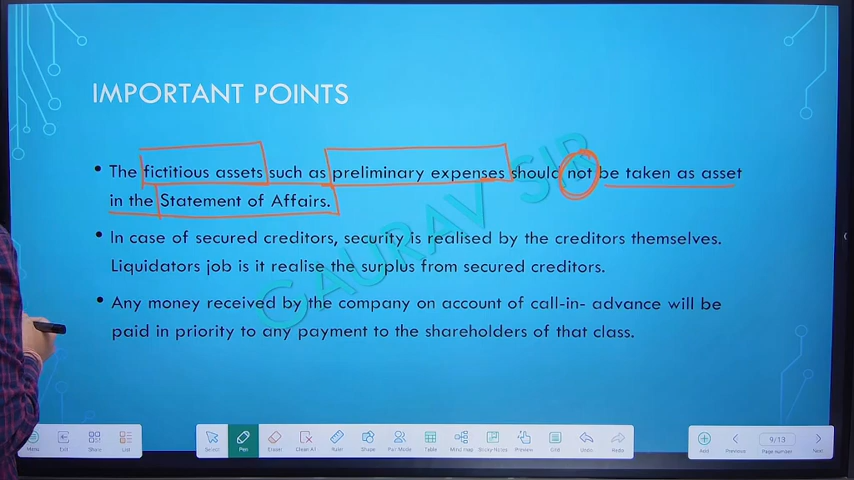 IMPORTANT POINTS
• The fictitious assets such as preliminary expenses should not be taken as asset
in the Statement of Affairs.
• In case of secured creditors, security is realised by the creditors themselves.
Liquidators job is it realise the surplus from secured creditors.
• Any money received by the company on account of call-in- advance will be
paid in priority to any payment to the shareholders of that class.
GAURAV SIR
Menu Exit Share List Select Pen Eraser Clean All Ruler Shape Pair Mode Table Mind map Sticky Notes Preview Grid Undo Redo Add Previous 9/13 Page number Next